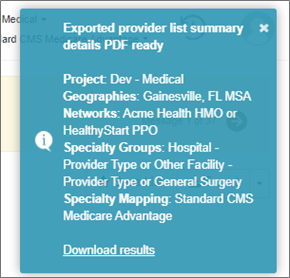 Medical
ard CMS Medicare Advantage
Exported provider list summary
details PDF ready
Project: Dev - Medical
Geographies: Gainesville, FL MSA
Networks: Acme Health HMO or
HealthyStart PPO
Specialty Groups: Hospital -
Provider Type or Other Facility -
Provider Type or General Surgery
Specialty Mapping: Standard CMS
Medicare Advantage
Download results